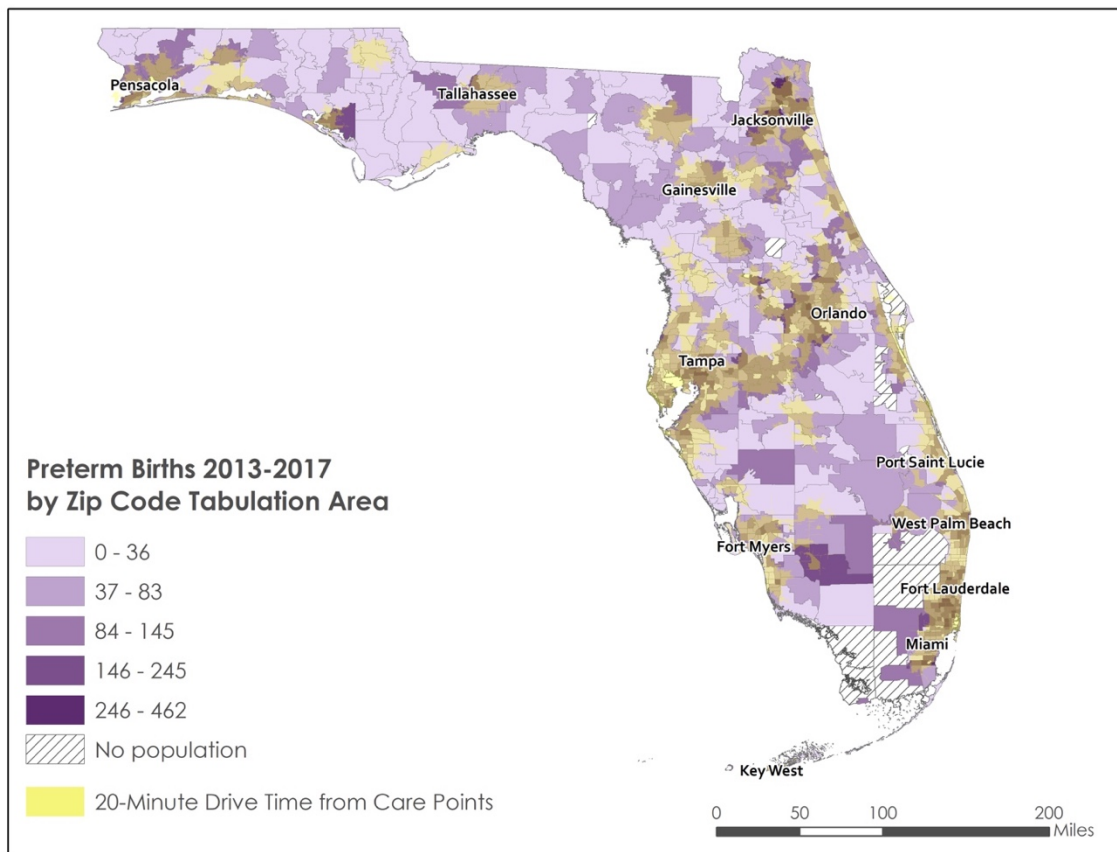 Pensacola
Tallahassee
Jacksonville
Gainesville
Orlando
Tampa
Port Saint Lucie
West Palm Beach
Fort Myers
Fort Lauderdale
Miami
Key West
Preterm Births 2013-2017
by Zip Code Tabulation Area
0 - 36
37 - 83
84 - 145
146 - 245
246 - 462
No population
20-Minute Drive Time from Care Points
0 50 100 200
Miles